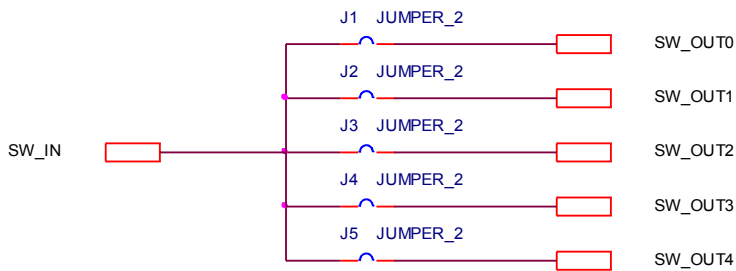 J1 JUMPER_2
SW_OUT0
J2 JUMPER_2
SW_OUT1
J3 JUMPER_2
SW_IN
SW_OUT2
J4 JUMPER_2
SW_OUT3
J5 JUMPER_2
SW_OUT4